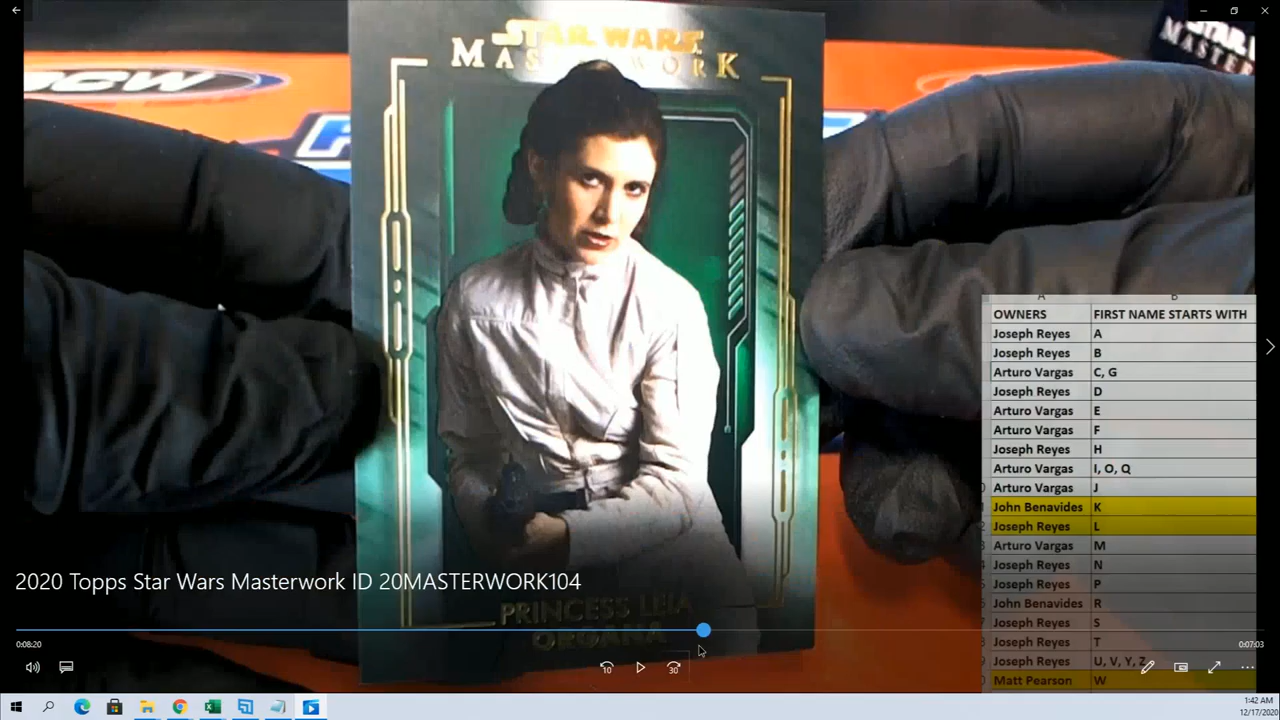 STAR WARS
MASTERWORK
A B
OWNERS FIRST NAME STARTS WITH
Joseph Reyes A
Joseph Reyes B
Arturo Vargas C, G
Joseph Reyes D
Arturo Vargas E
Arturo Vargas F
Joseph Reyes H
Arturo Vargas I, O, Q
Arturo Vargas J
John Benavides K
Joseph Reyes L
Arturo Vargas M
Joseph Reyes N
Joseph Reyes P
John Benavides R
Joseph Reyes S
Joseph Reyes T
Joseph Reyes U, V, Y, Z
Matt Pearson W
2020 Topps Star Wars Masterwork ID 20MASTERWORK104
PRINCESS LEIA
ORGANA
0:08:20 0:07:03
10 30
1:42 AM
12/17/2020